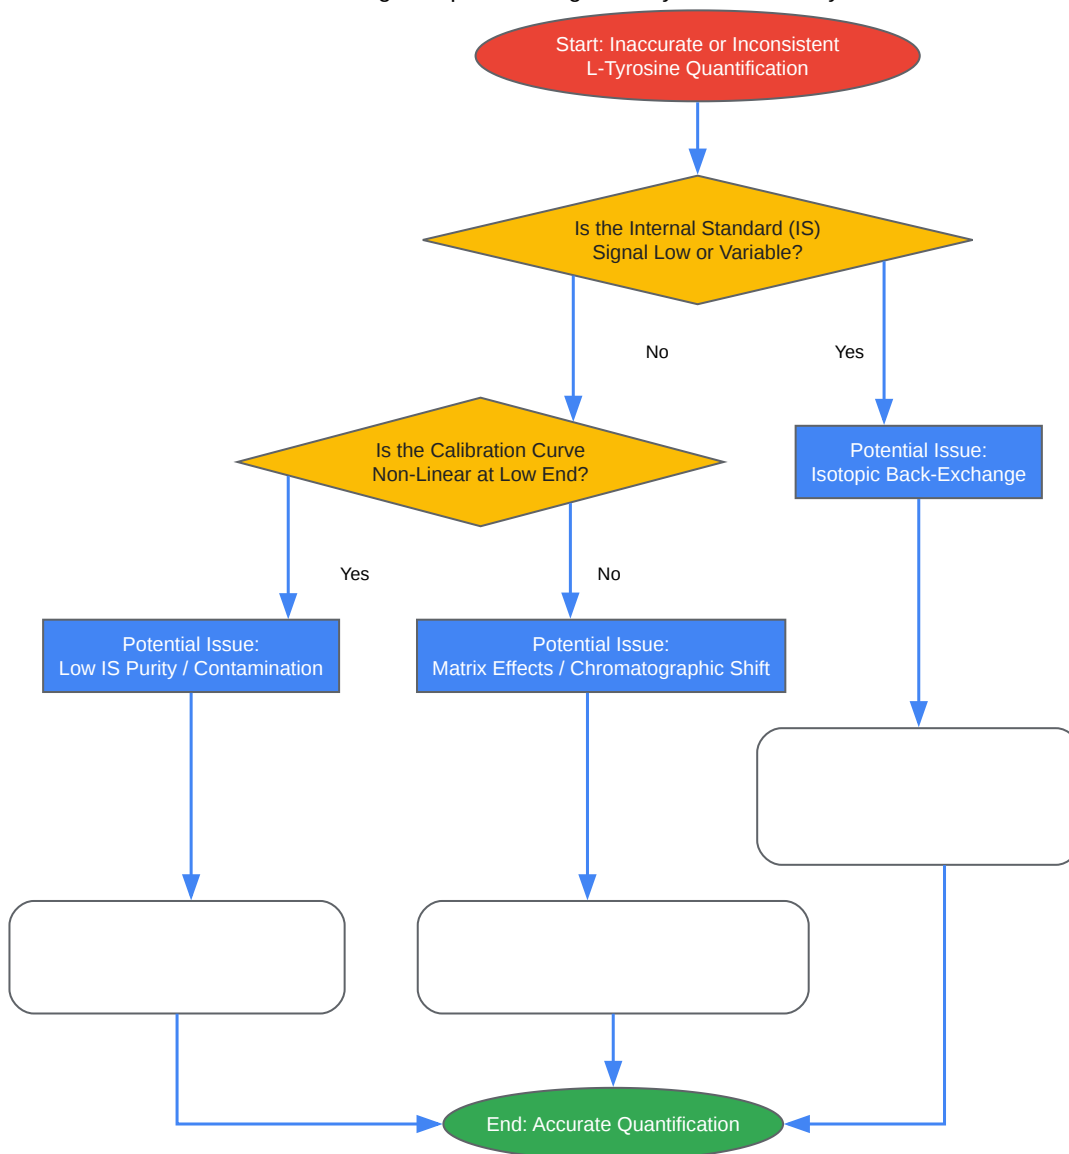 Start: Inaccurate or Inconsistent
L-Tyrosine Quantification
Is the Internal Standard (IS)
Signal Low or Variable?
No
Yes
Is the Calibration Curve
Non-Linear at Low End?
Potential Issue:
Isotopic Back-Exchange
Yes
No
Potential Issue:
Low IS Purity / Contamination
Potential Issue:
Matrix Effects / Chromatographic Shift
End: Accurate Quantification